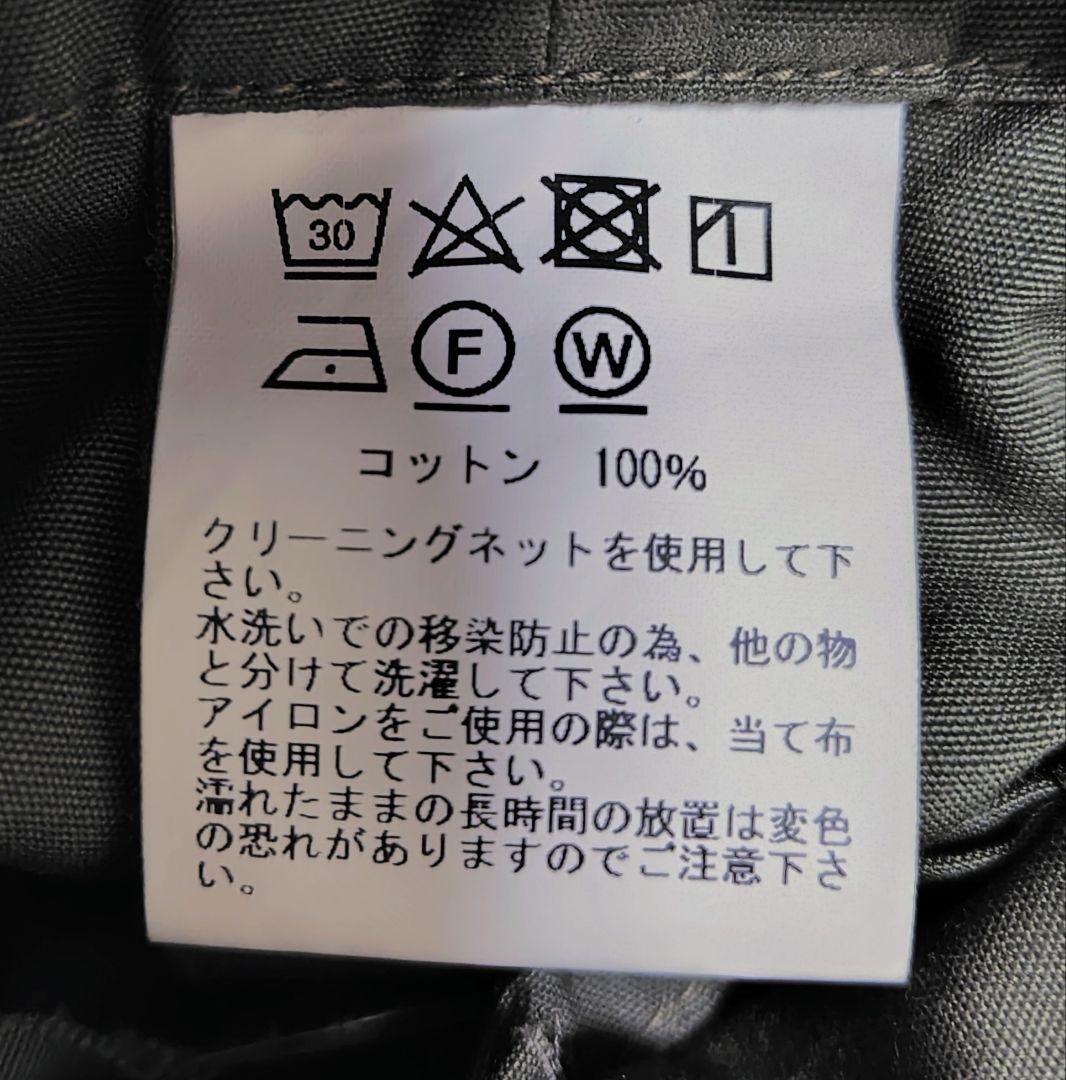 30
F W
コットン 100%
クリーニングネットを使用して下
さい。
水洗いでの移染防止の為、他の物
と分けて洗濯して下さい。
アイロンをご使用の際は、当て布
を使用して下さい。
濡れたままの長時間の放置は変色
の恐れがありますのでご注意下さ
い。